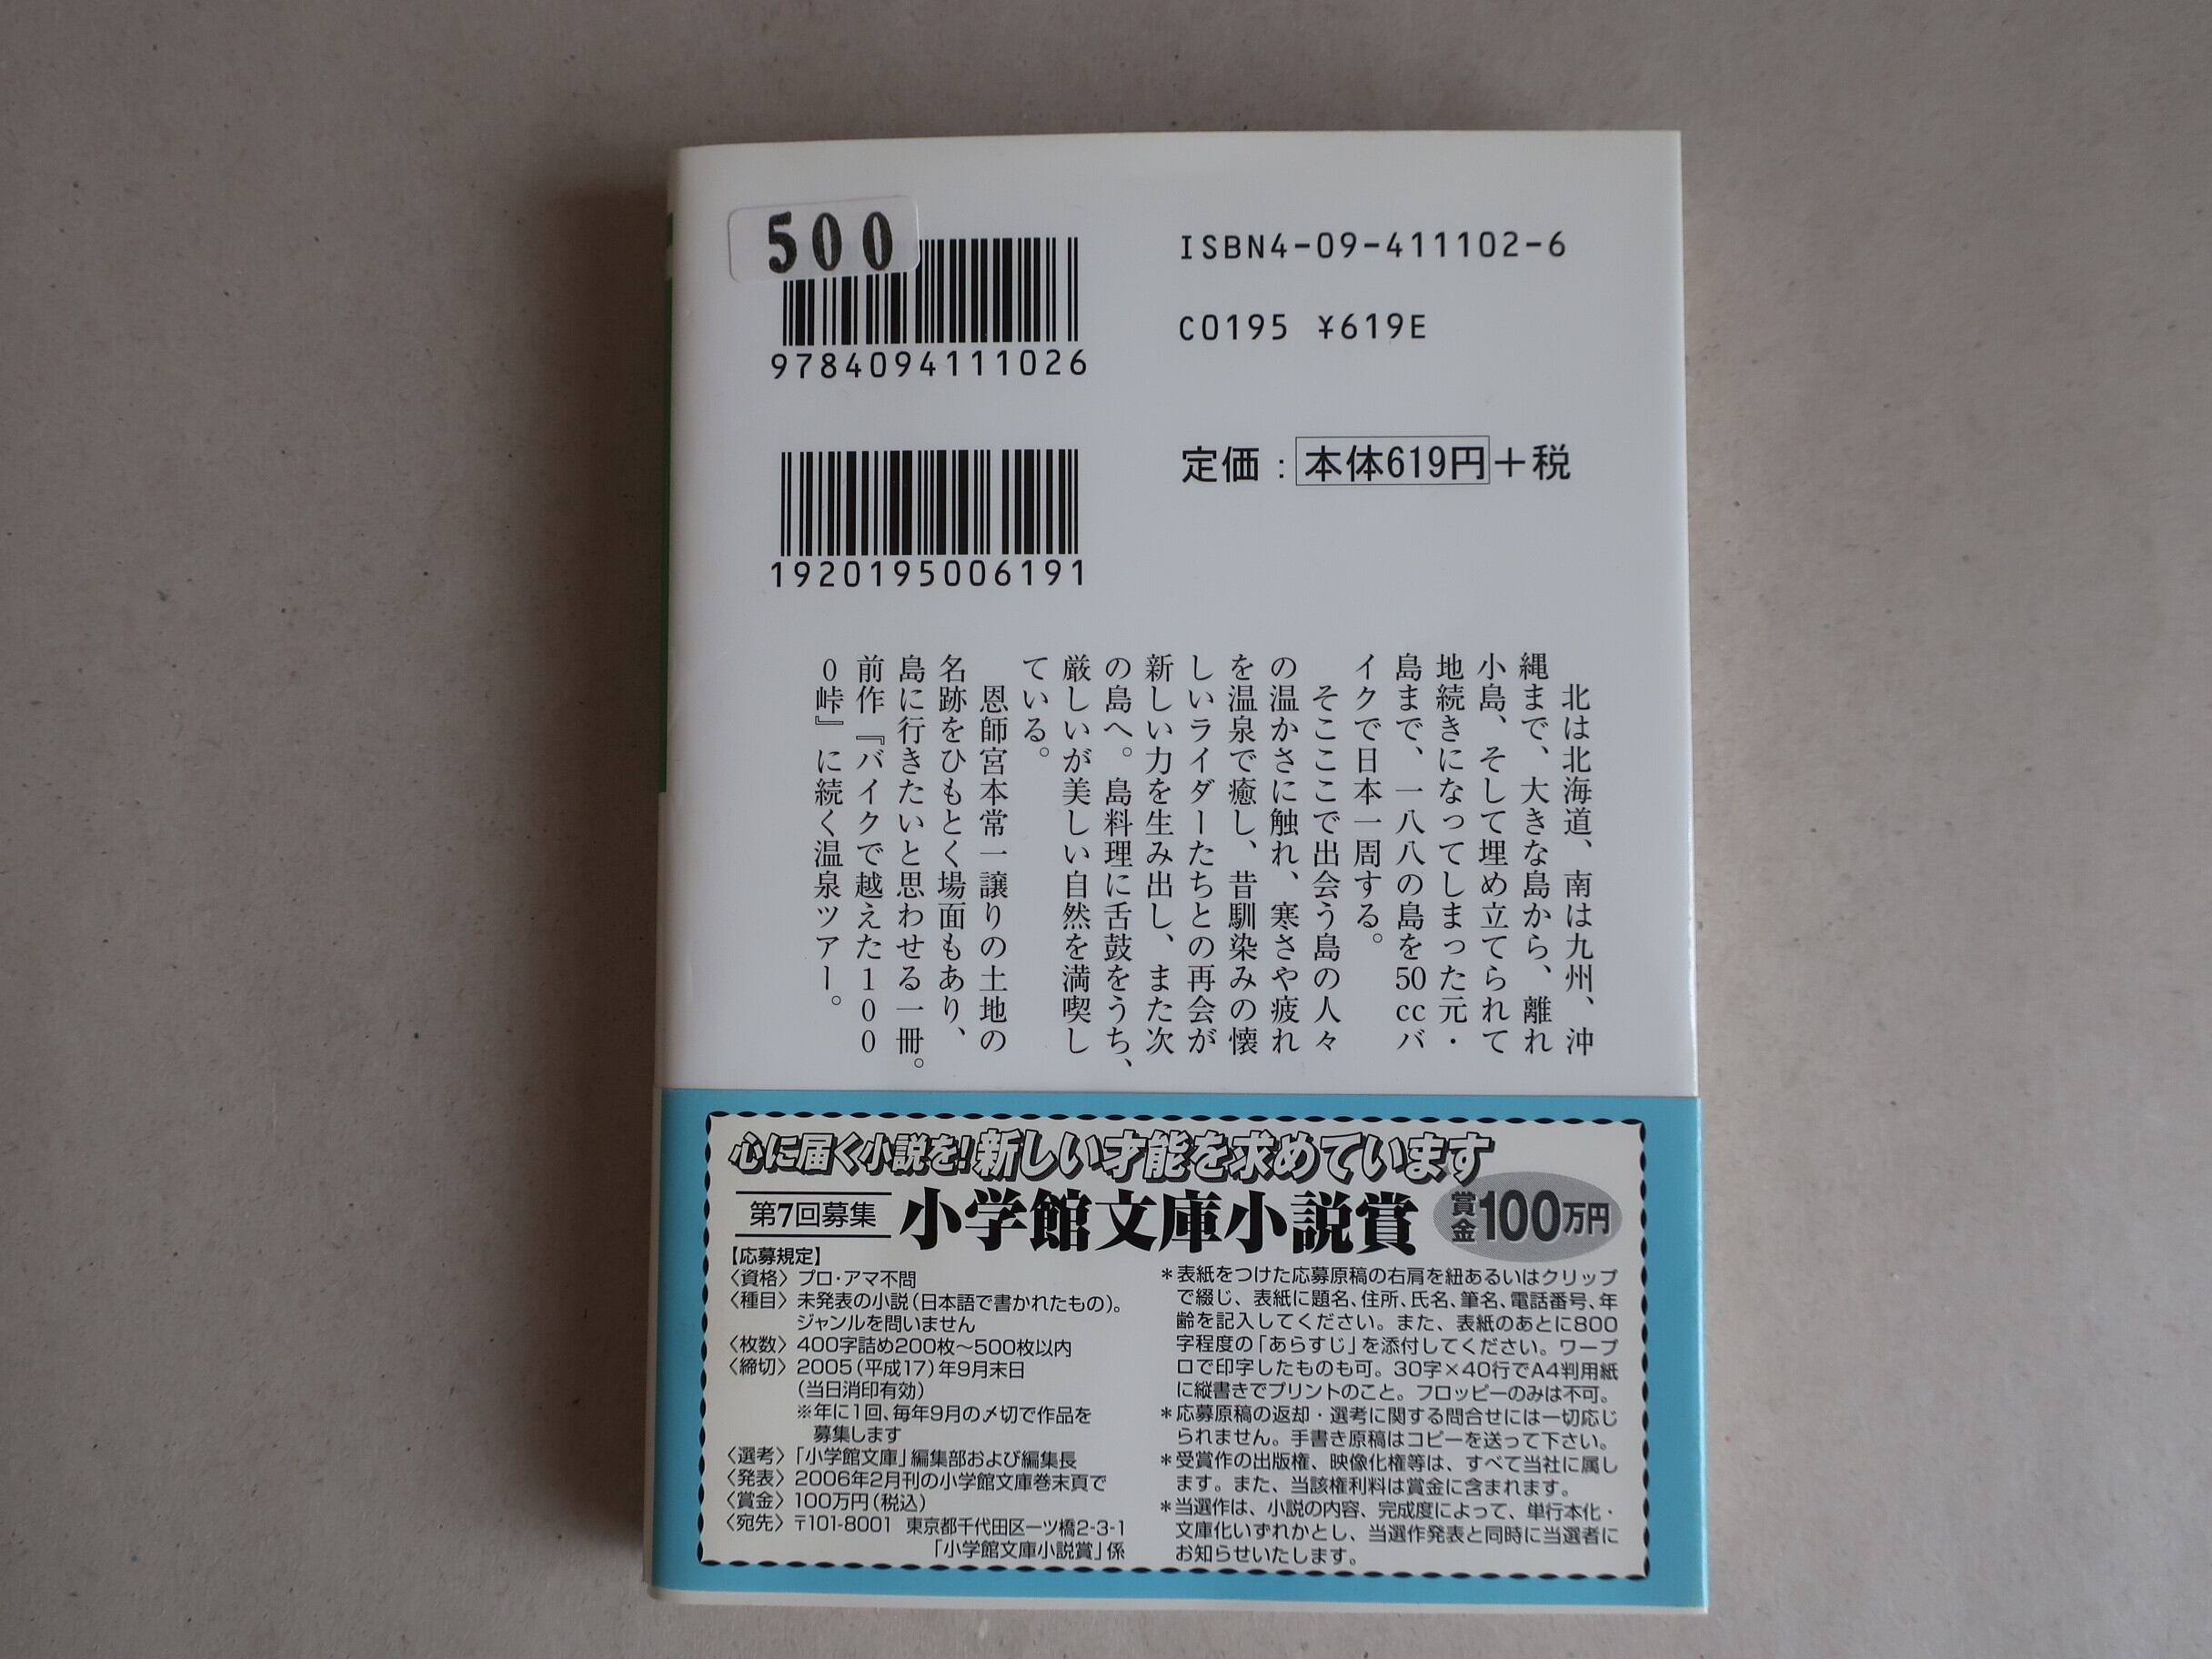 500
9784094111026
ISBN4-09-411102-6
C0195 ¥619E
1920195006191
定価：本体619円＋税
北は北海道、南は九州、沖
縄まで、大きな島から、離れ
小島、そして埋め立てられて
地続きになってしまった元・
島まで、一八八の島を50ccバ
イクで日本一周する。
そこここで出会う島の人々
の温かさに触れ、寒さや疲れ
を温泉で癒し、昔馴染みの懐
しいライダーたちとの再会が
新しい力を生み出し、また次
の島へ。島料理に舌鼓をうち、
厳しいが美しい自然を満喫し
ている。
恩師宮本常一譲りの土地の
名跡をひもとく場面もあり、
島に行きたいと思わせる一冊。
前作『バイクで越えた100
0峠』に続く温泉ツアー。
心に届く小説を!新しい才能を求めています
第7回募集 小学館文庫小説賞 賞金100万円
【応募規定】
〈資格〉プロ・アマ不問
〈種目〉未発表の小説（日本語で書かれたもの）。
ジャンルを問いません
〈枚数〉400字詰め200枚〜500枚以内
〈締切〉2005（平成17）年9月末日
（当日消印有効）
※年に1回、毎年9月の〆切で作品を
募集します
〈選考〉「小学館文庫」編集部および編集長
〈発表〉2006年2月刊の小学館文庫巻末頁で
〈賞金〉100万円（税込）
〈宛先〉〒101-8001 東京都千代田区一ツ橋2-3-1
「小学館文庫小説賞」係
＊表紙をつけた応募原稿の右肩を紐あるいはクリップ
で綴じ、表紙に題名、住所、氏名、筆名、電話番号、年
齢を記入してください。また、表紙のあとに800
字程度の「あらすじ」を添付してください。ワープ
ロで印字したものも可。30字×40行でA4判用紙
に縦書きでプリントのこと。フロッピーのみは不可。
＊応募原稿の返却・選考に関する問合せには一切応じ
られません。手書き原稿はコピーを送って下さい。
＊受賞作の出版権、映像化権等は、すべて当社に属し
ます。また、当該権利料は賞金に含まれます。
＊当選作は、小説の内容、完成度によって、単行本化・
文庫化いずれかとし、当選作発表と同時に当選者に
お知らせいたします。